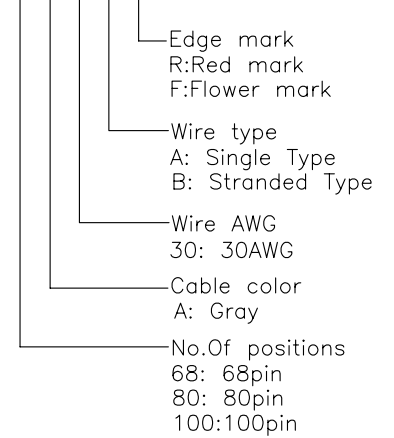 Edge mark
R:Red mark
F:Flower mark
Wire type
A: Single Type
B: Stranded Type
Wire AWG
30: 30AWG
Cable color
A: Gray
No.Of positions
68: 68pin
80: 80pin
100:100pin